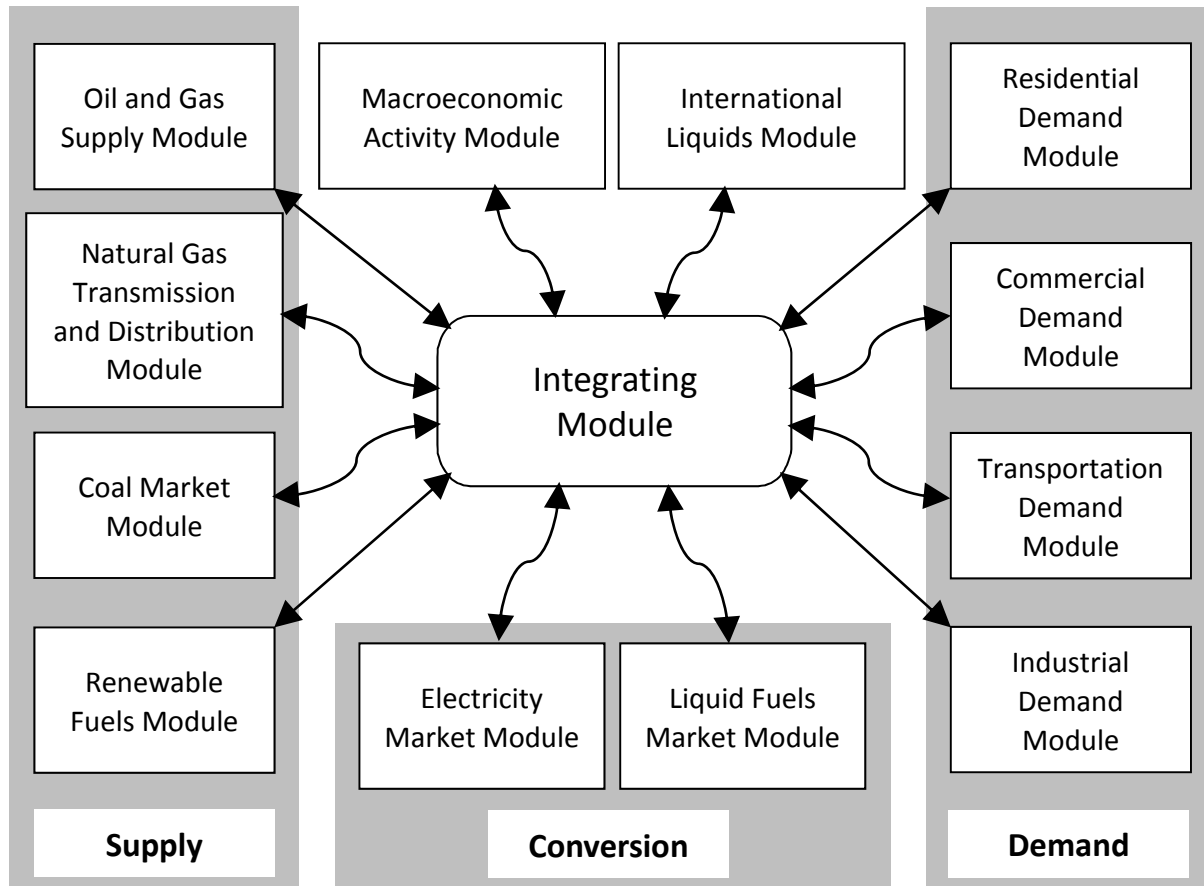 Oil and Gas
Supply Module
Macroeconomic
Activity Module
International
Liquids Module
Residential
Demand
Module
Natural Gas
Transmission
and Distribution
Module
Commercial
Demand
Module
Integrating
Module
Coal Market
Module
Transportation
Demand
Module
Renewable
Fuels Module
Electricity
Market Module
Liquid Fuels
Market Module
Industrial
Demand
Module
Supply
Conversion
Demand